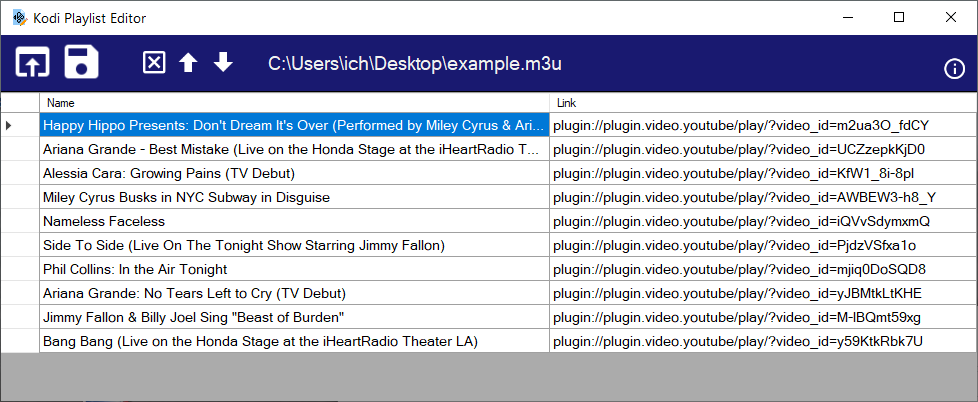 Kodi Playlist Editor
C:\Users\ich\Desktop\example.m3u
Name Link
Happy Hippo Presents: Don't Dream It's Over (Performed by Miley Cyrus & Ari... plugin://plugin.video.youtube/play/?video_id=m2ua3O_fdCY
Ariana Grande - Best Mistake (Live on the Honda Stage at the iHeartRadio T... plugin://plugin.video.youtube/play/?video_id=UCZzepkKjD0
Alessia Cara: Growing Pains (TV Debut) plugin://plugin.video.youtube/play/?video_id=KfW1_8i-8pI
Miley Cyrus Busks in NYC Subway in Disguise plugin://plugin.video.youtube/play/?video_id=AWBEW3-h8_Y
Nameless Faceless plugin://plugin.video.youtube/play/?video_id=iQVvSdymxmQ
Side To Side (Live On The Tonight Show Starring Jimmy Fallon) plugin://plugin.video.youtube/play/?video_id=PjdzVSfxa1o
Phil Collins: In the Air Tonight plugin://plugin.video.youtube/play/?video_id=mjiq0DoSQD8
Ariana Grande: No Tears Left to Cry (TV Debut) plugin://plugin.video.youtube/play/?video_id=yJBMtkLtKHE
Jimmy Fallon & Billy Joel Sing "Beast of Burden" plugin://plugin.video.youtube/play/?video_id=M-lBQmt59xg
Bang Bang (Live on the Honda Stage at the iHeartRadio Theater LA) plugin://plugin.video.youtube/play/?video_id=y59KtkRbk7U